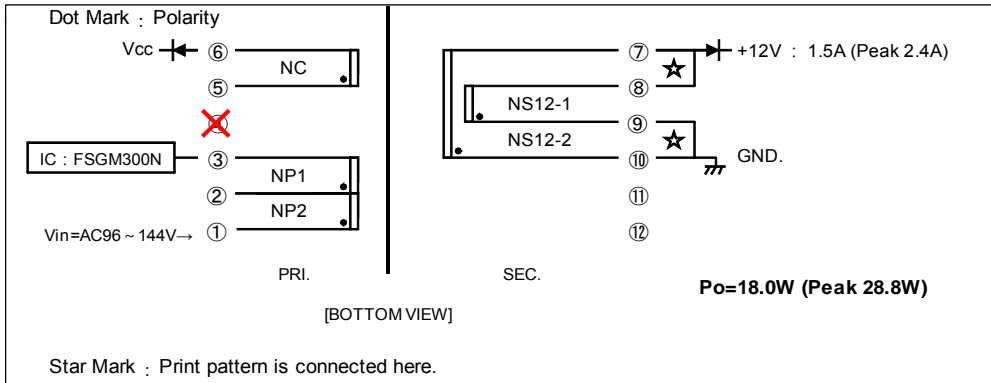 Dot Mark : Polarity
Vcc ⑥ NC ⑤
③ ② ①
IC : FSGM300N
NP1
NP2
Vin=AC96 ~ 144V→
PRI.
⑦ ⑧ ⑨ ⑩ ⑪ ⑫
+12V : 1.5A (Peak 2.4A)
NS12-1
NS12-2
GND.
SEC.
Po=18.0W (Peak 28.8W)
[BOTTOM VIEW]
Star Mark : Print pattern is connected here.